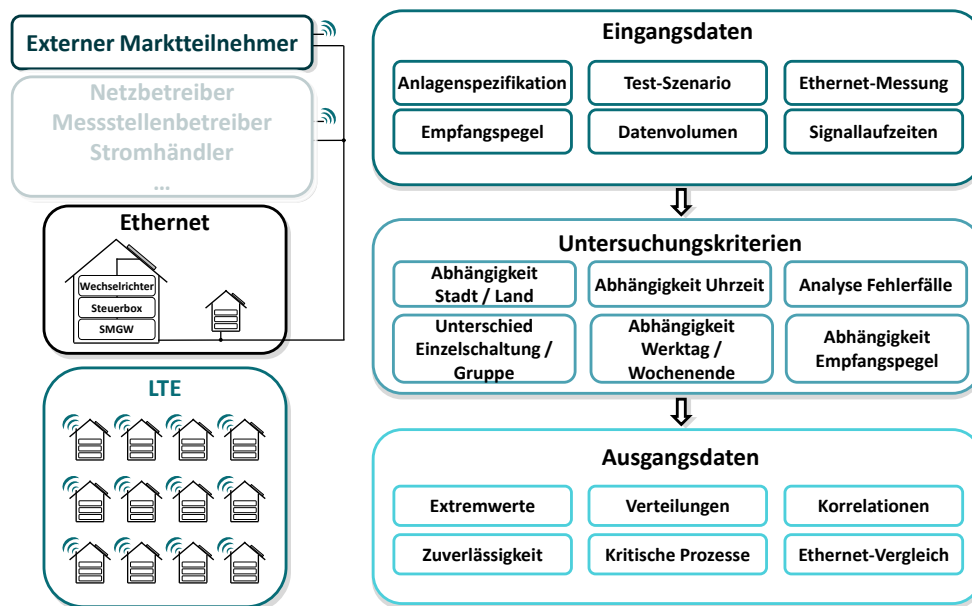 Externer Marktteilnehmer
Netzbetreiber
Messstellenbetreiber
Stromhändler
...
Ethernet
Wechselrichter
Steuerbox
SMGW
LTE
Eingangsdaten
Anlagenspezifikation
Test-Szenario
Ethernet-Messung
Empfangspegel
Datenvolumen
Signallaufzeiten
Untersuchungskriterien
Abhängigkeit
Stadt / Land
Abhängigkeit Uhrzeit
Analyse Fehlerfälle
Unterschied
Einzelschaltung /
Gruppe
Abhängigkeit
Werktag /
Wochenende
Abhängigkeit
Empfangspegel
Ausgangsdaten
Extremwerte
Verteilungen
Korrelationen
Zuverlässigkeit
Kritische Prozesse
Ethernet-Vergleich